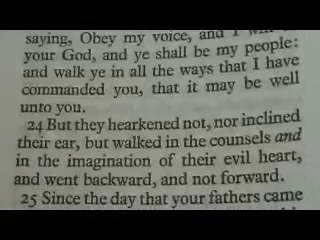 saying, Obey my voice, and I will
your God, and ye shall be my people:
and walk ye in all the ways that I have
commanded you, that it may be well
unto you.
24 But they hearkened not, nor inclined
their ear, but walked in the counsels and
in the imagination of their evil heart,
and went backward, and not forward.
25 Since the day that your fathers came